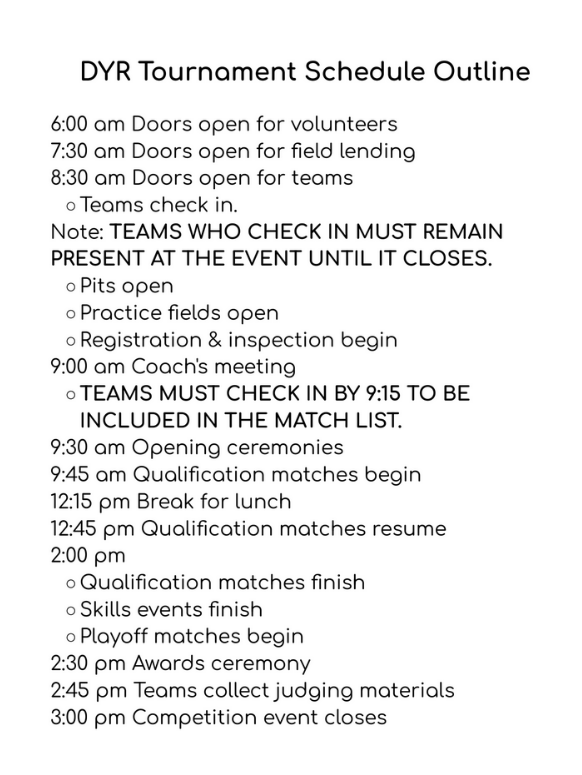 DYR Tournament Schedule Outline
6:00 am Doors open for volunteers
7:30 am Doors open for field lending
8:30 am Doors open for teams
○ Teams check in.
Note: TEAMS WHO CHECK IN MUST REMAIN
PRESENT AT THE EVENT UNTIL IT CLOSES.
○ Pits open
○ Practice fields open
○ Registration & inspection begin
9:00 am Coach's meeting
○ TEAMS MUST CHECK IN BY 9:15 TO BE
INCLUDED IN THE MATCH LIST.
9:30 am Opening ceremonies
9:45 am Qualification matches begin
12:15 pm Break for lunch
12:45 pm Qualification matches resume
2:00 pm
○ Qualification matches finish
○ Skills events finish
○ Playoff matches begin
2:30 pm Awards ceremony
2:45 pm Teams collect judging materials
3:00 pm Competition event closes